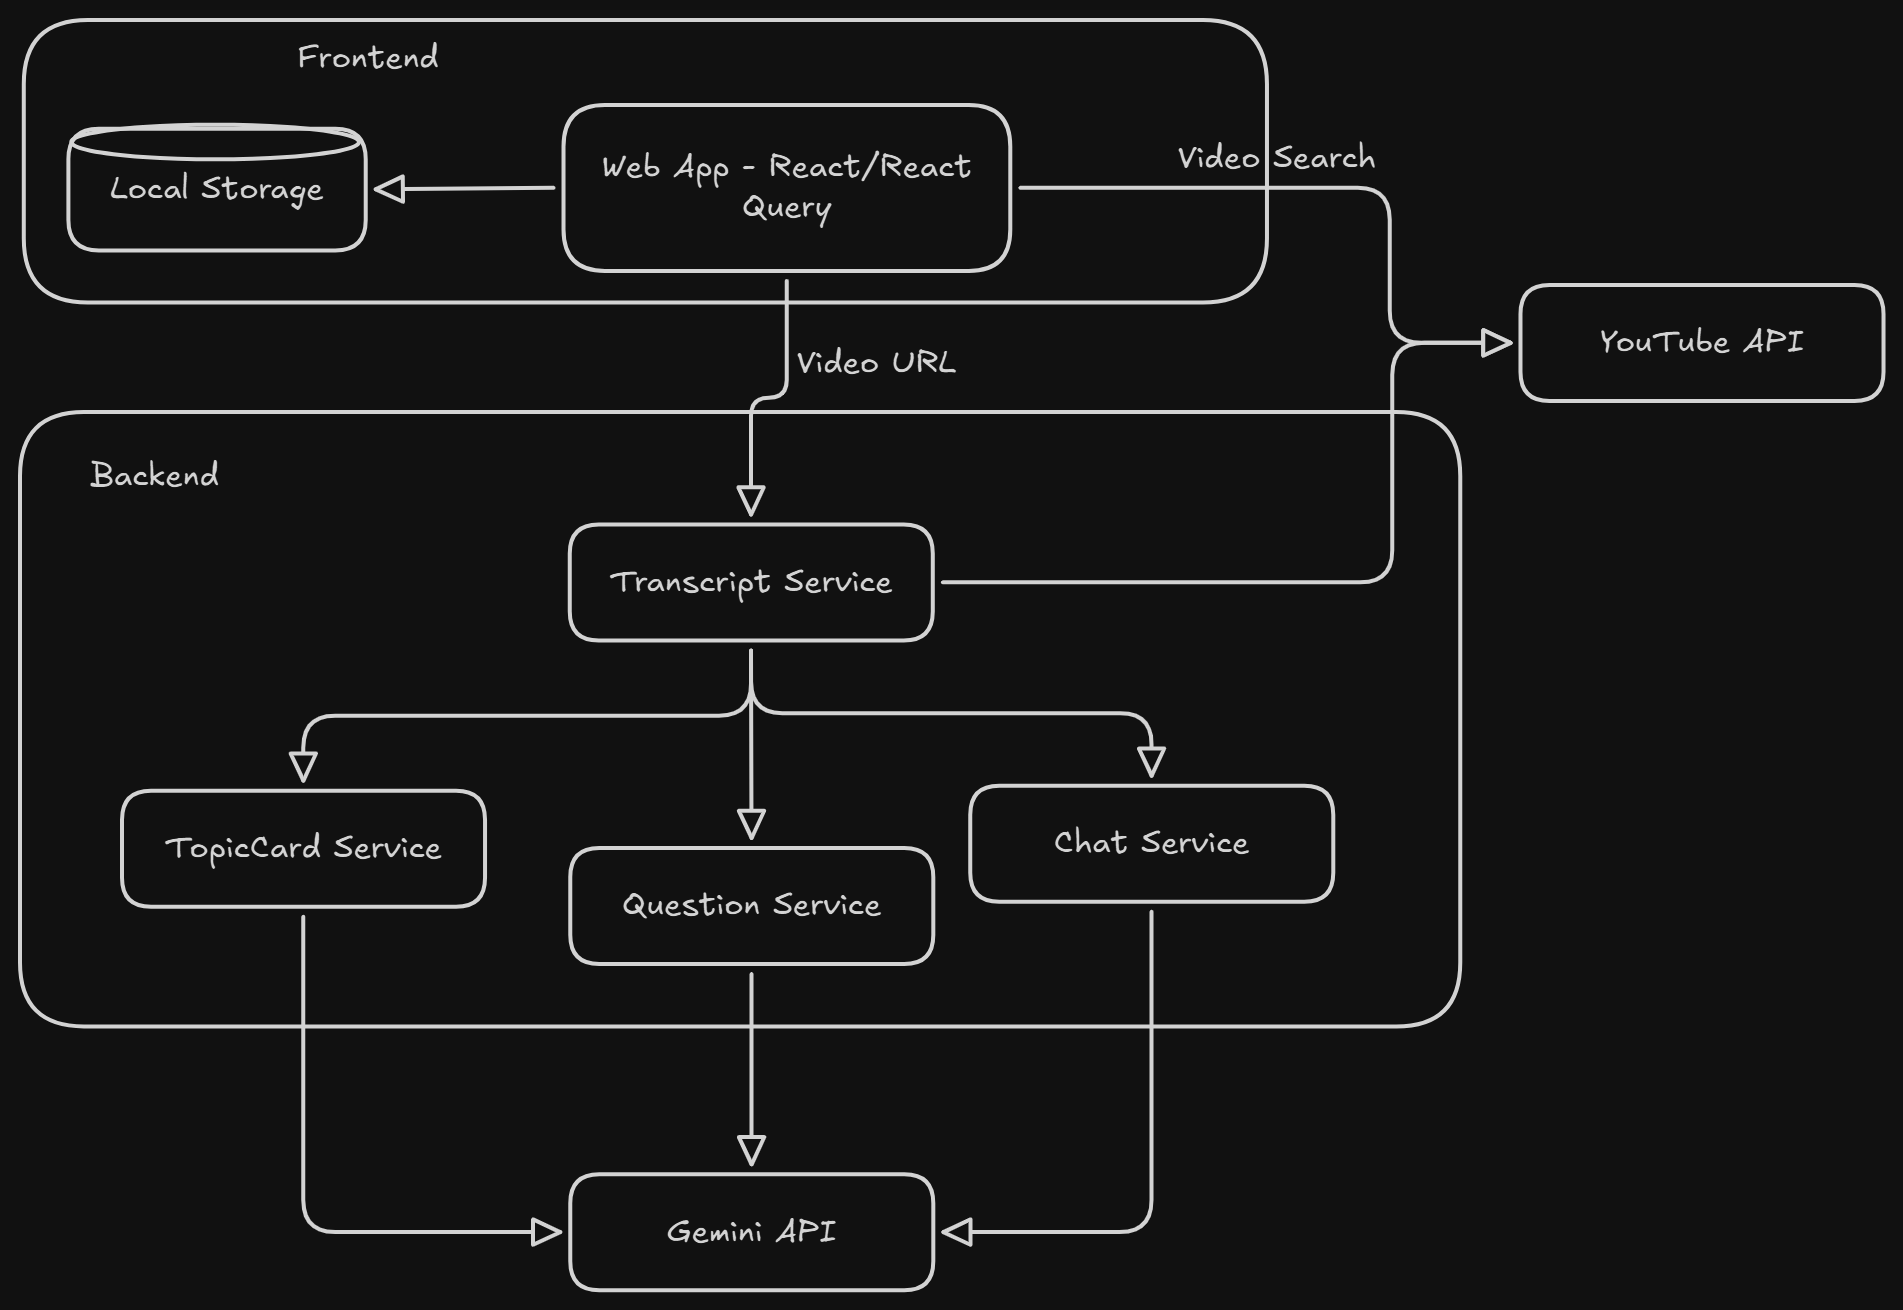 Frontend
Local Storage
Web App - React/React
Query
Video Search
YouTube API
Video URL
Backend
Transcript Service
TopicCard Service
Question Service
Chat Service
Gemini API